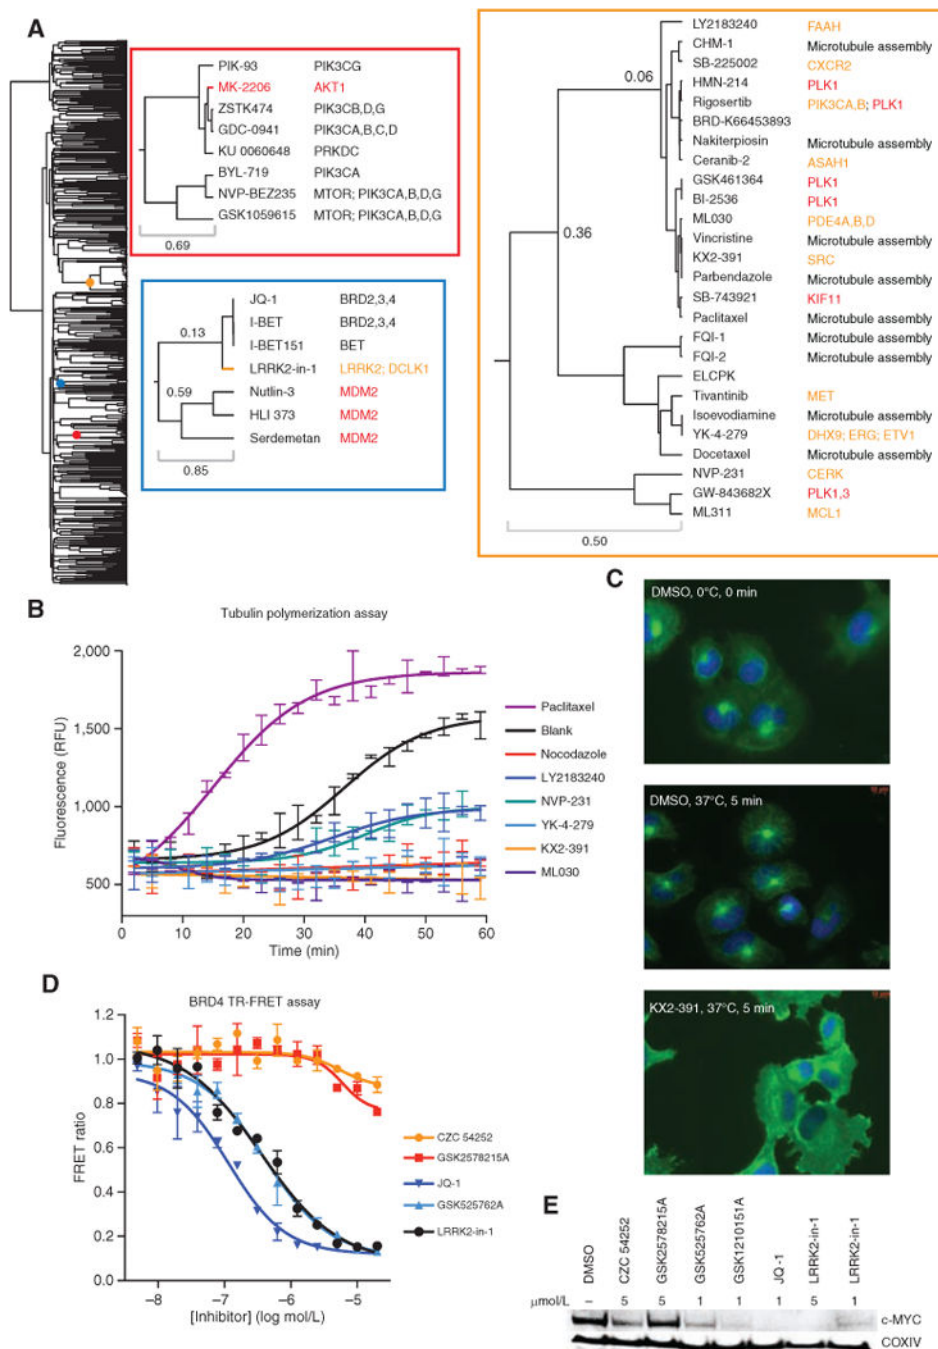 A
PIK-93 PIK3CG
MK-2206 AKT1
ZSTK474 PIK3CB,D,G
GDC-0941 PIK3CA,B,C,D
KU 0060648 PRKDC
BYL-719 PIK3CA
NVP-BEZ235 MTOR; PIK3CA,B,D,G
GSK1059615 MTOR; PIK3CA,B,D,G
0.69
JQ-1 BRD2,3,4
I-BET BRD2,3,4
0.13
I-BET151 BET
LRRK2-in-1 LRRK2; DCLK1
0.59
Nutlin-3 MDM2
HLI 373 MDM2
Serdemetan MDM2
0.85
LY2183240 FAAH
CHM-1 Microtubule assembly
SB-225002 CXCR2
0.06
HMN-214 PLK1
Rigosertib PIK3CA,B; PLK1
BRD-K66453893
Nakiterpiosin Microtubule assembly
Ceranib-2 ASAH1
GSK461364 PLK1
BI-2536 PLK1
ML030 PDE4A,B,D
0.36
Vincristine Microtubule assembly
KX2-391 SRC
Parbendazole Microtubule assembly
SB-743921 KIF11
Paclitaxel Microtubule assembly
FQI-1 Microtubule assembly
FQI-2 Microtubule assembly
ELCPK
Tivantinib MET
Isoevodiamine Microtubule assembly
YK-4-279 DHX9; ERG; ETV1
Docetaxel Microtubule assembly
NVP-231 CERK
GW-843682X PLK1,3
ML311 MCL1
0.50
B
Tubulin polymerization assay
Fluorescence (RFU)
2,000
1,500
1,000
500
0 10 20 30 40 50 60
Time (min)
Paclitaxel
Blank
Nocodazole
LY2183240
NVP-231
YK-4-279
KX2-391
ML030
C
DMSO, 0°C, 0 min
DMSO, 37°C, 5 min
KX2-391, 37°C, 5 min
D
BRD4 TR-FRET assay
FRET ratio
1.2
1.0
0.8
0.6
0.4
0.2
0.0
–8 –7 –6 –5
[Inhibitor] (log mol/L)
CZC 54252
GSK2578215A
JQ-1
GSK525762A
LRRK2-in-1
E
DMSO
CZC 54252
GSK2578215A
GSK525762A
GSK1210151A
JQ -1
LRRK2-in-1
LRRK2-in-1
μmol/L – 5 5 1 1 1 5 1
c-MYC
COXIV